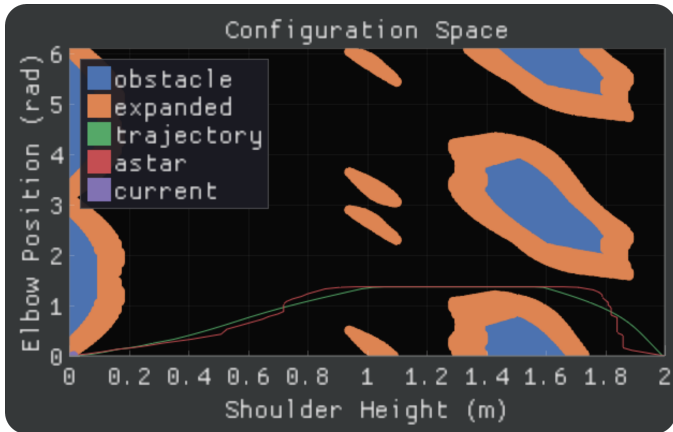 Configuration Space
Elbow Position (rad)
6
5
4
3
2
1
0
obstacle
expanded
trajectory
astar
current
0 0.2 0.4 0.6 0.8 1 1.2 1.4 1.6 1.8 2
Shoulder Height (m)